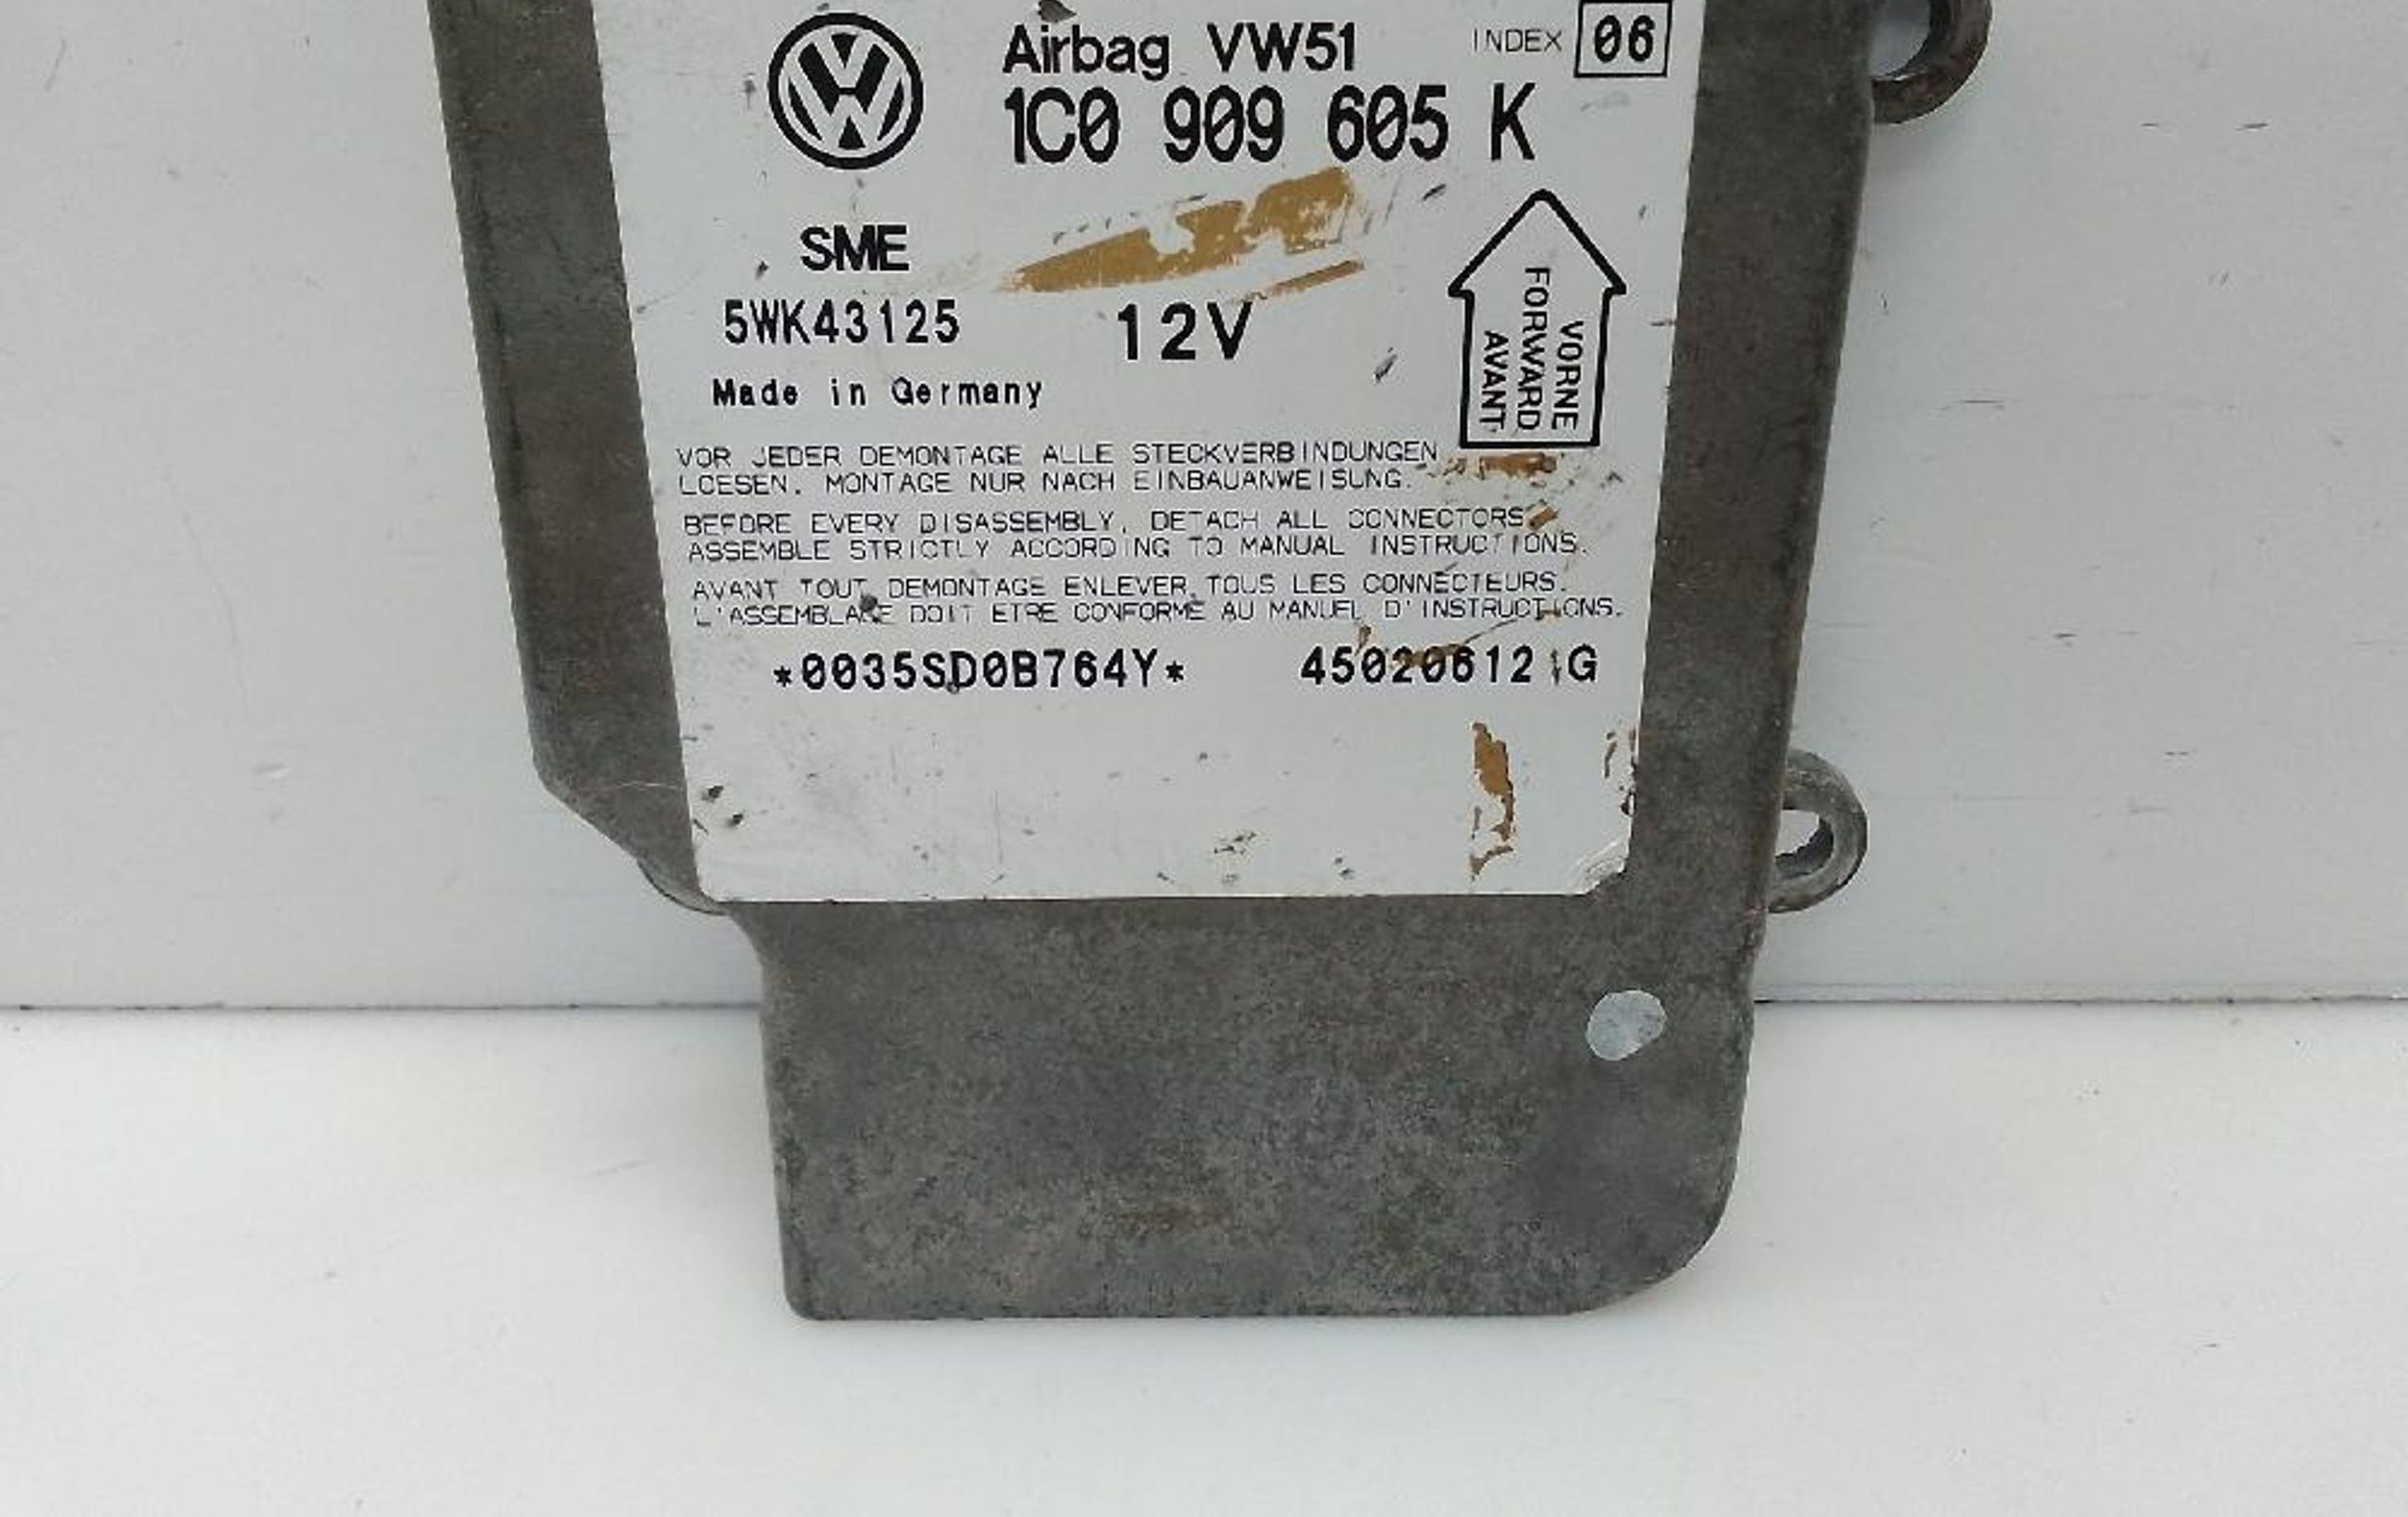 Airbag VW51 INDEX 06
1C0 909 605 K
SME
5WK43125 12V
Made in Germany
VORNE
FORWARD
AVANT
VOR JEDER DEMONTAGE ALLE STECKVERBINDUNGEN
LOESEN. MONTAGE NUR NACH EINBAUANWEISUNG.
BEFORE EVERY DISASSEMBLY, DETACH ALL CONNECTORS.
ASSEMBLE STRICTLY ACCORDING TO MANUAL INSTRUCTIONS.
AVANT TOUT DEMONTAGE ENLEVER TOUS LES CONNECTEURS.
L'ASSEMBLAGE DOIT ETRE CONFORME AU MANUEL D'INSTRUCTIONS.
*0035SD0B764Y* 45020612 G